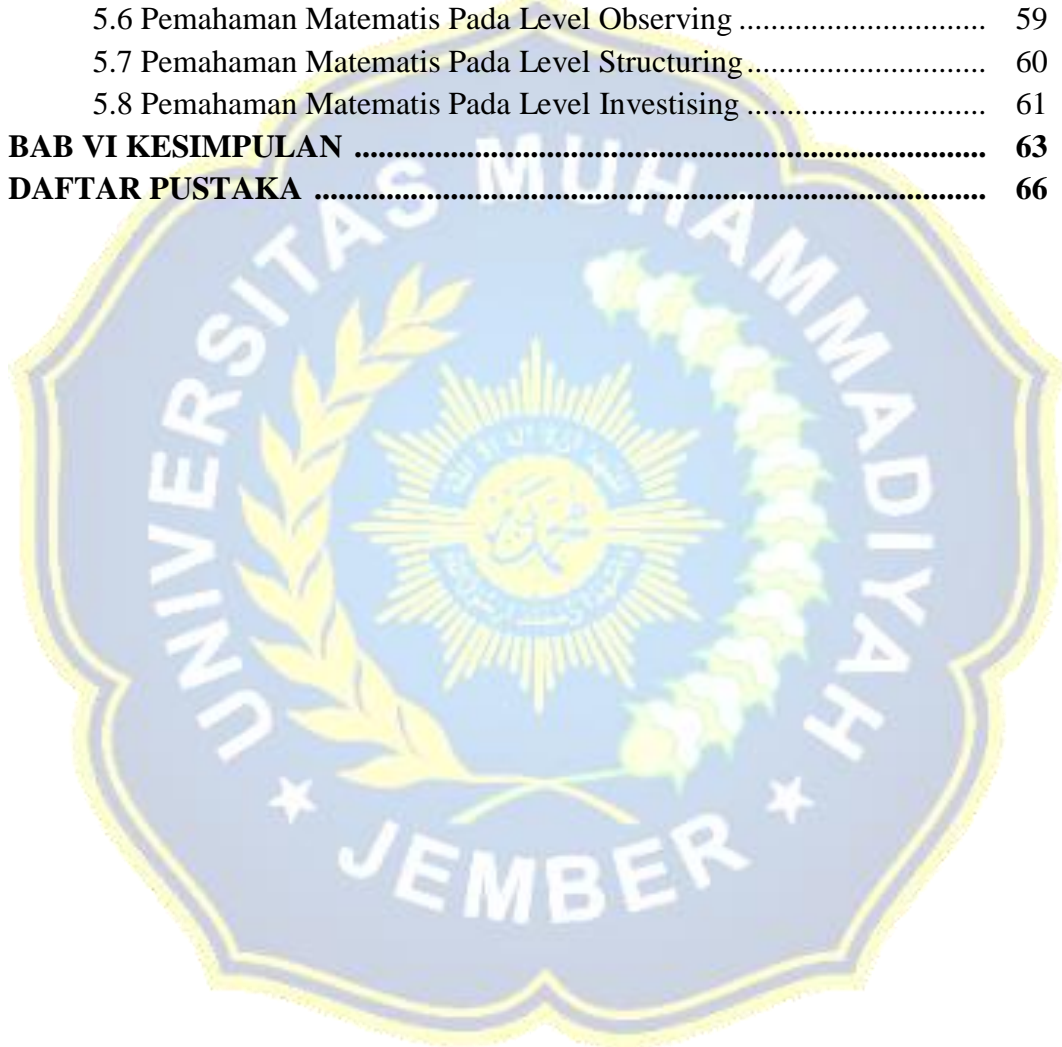 5.6 Pemahaman Matematis Pada Level Observing ............................. 59
5.7 Pemahaman Matematis Pada Level Structuring ............................. 60
5.8 Pemahaman Matematis Pada Level Investising ............................. 61
BAB VI KESIMPULAN ........................................................................... 63
DAFTAR PUSTAKA ................................................................................ 66
UNIVERSITAS MUHAMMADIYAH
JEMBER